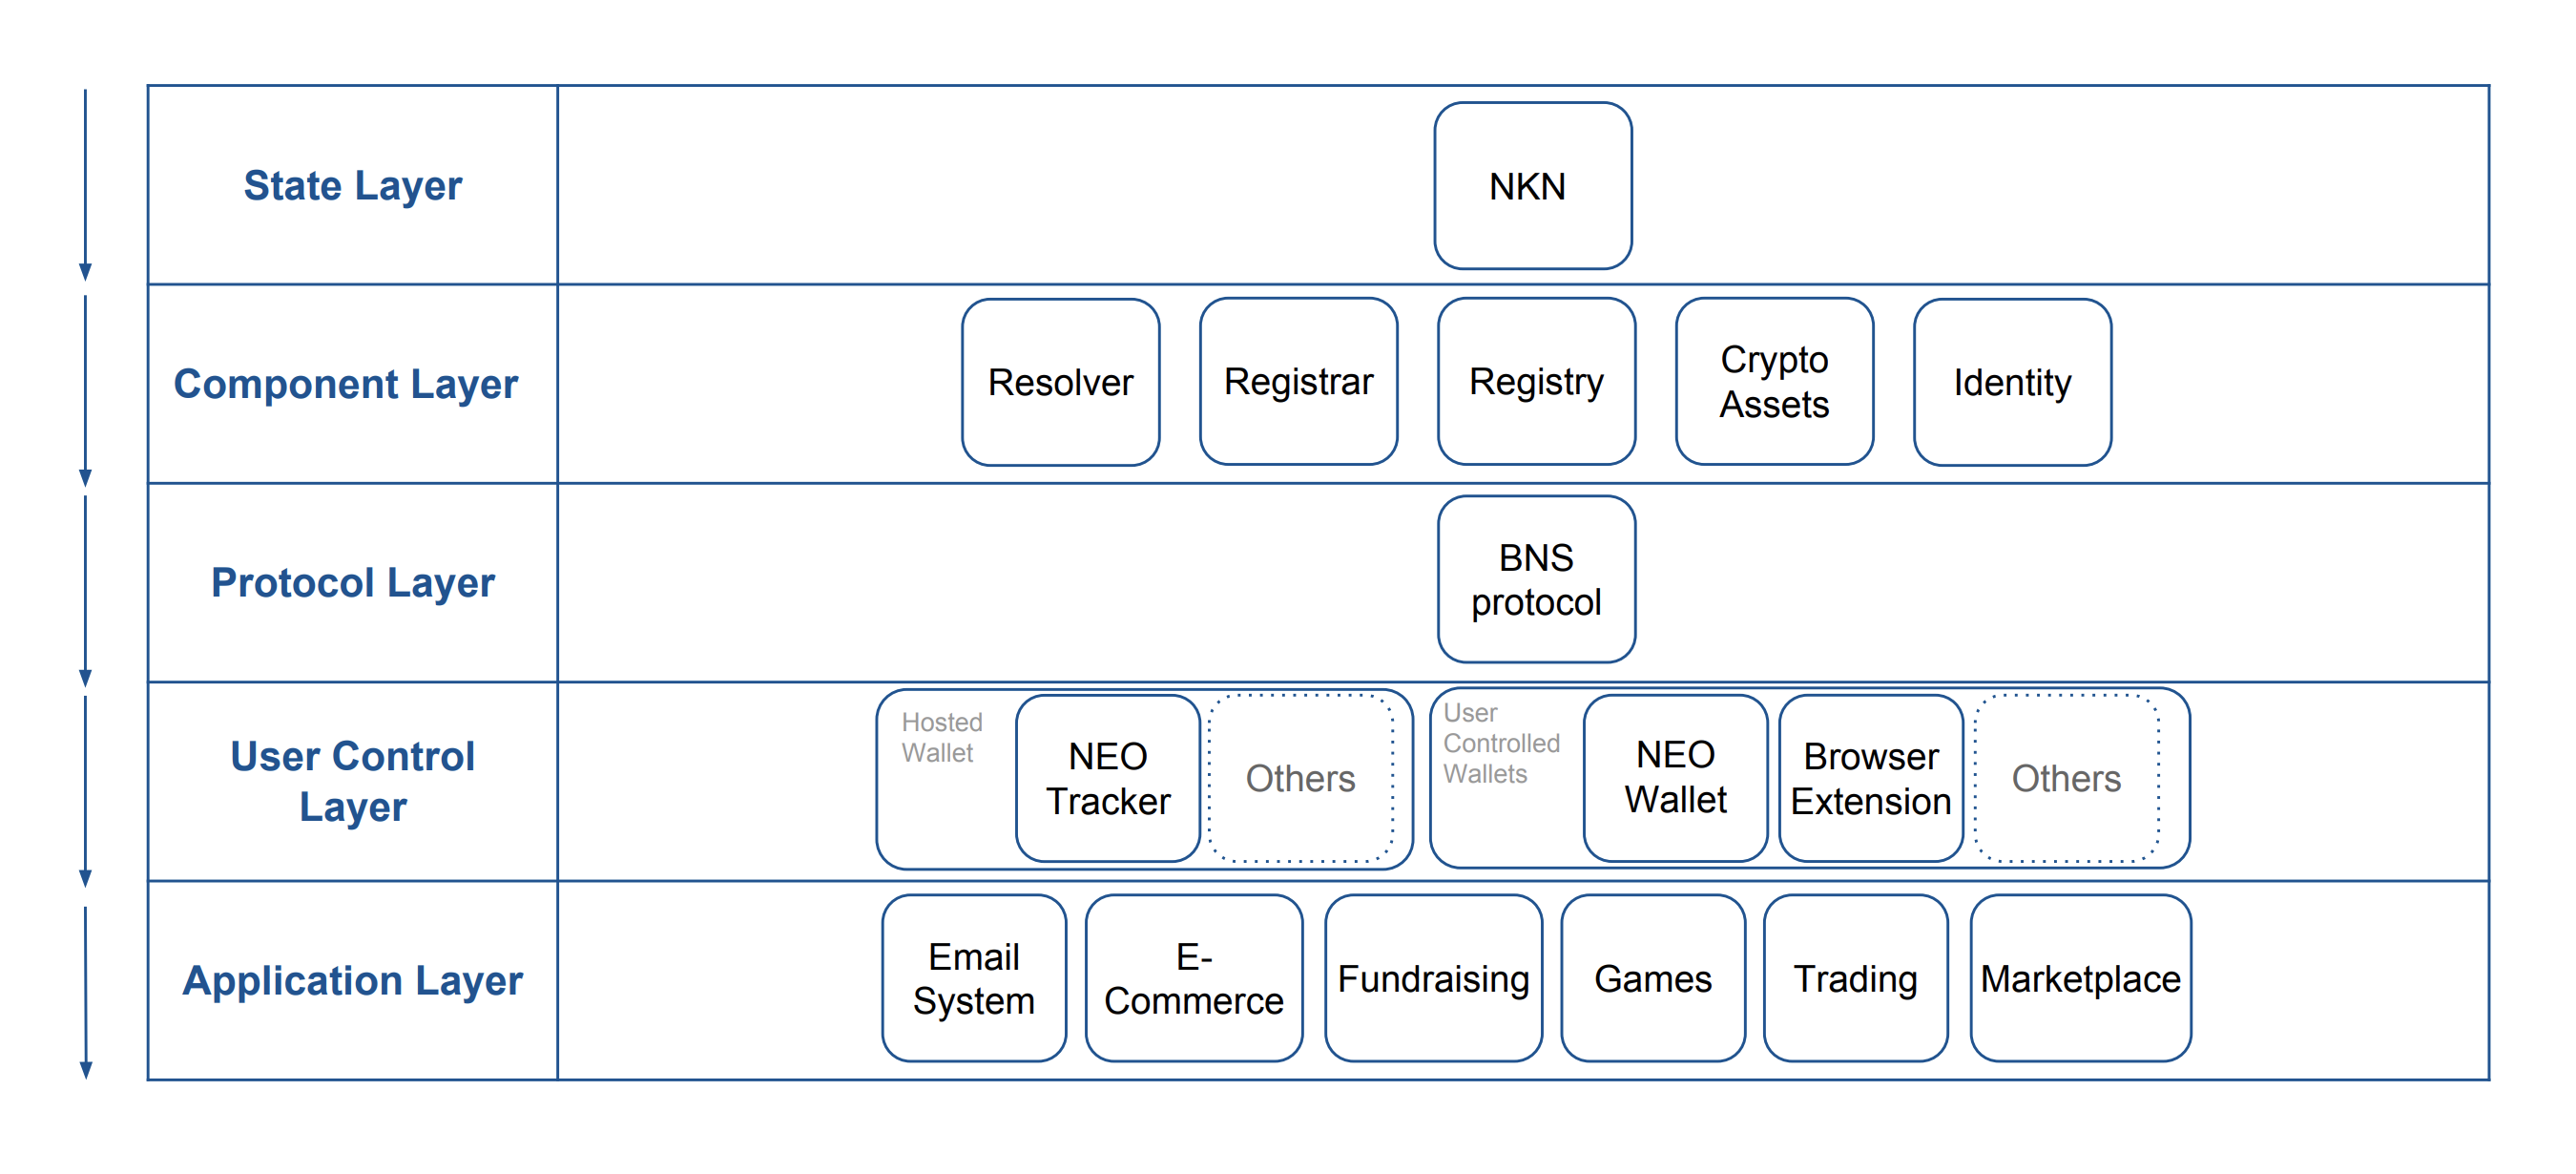 State Layer
NKN
Component Layer
Resolver
Registrar
Registry
Crypto
Assets
Identity
Protocol Layer
BNS
protocol
User Control
Layer
Hosted
Wallet
NEO
Tracker
Others
User
Controlled
Wallets
NEO
Wallet
Browser
Extension
Others
Application Layer
Email
System
E-
Commerce
Fundraising
Games
Trading
Marketplace